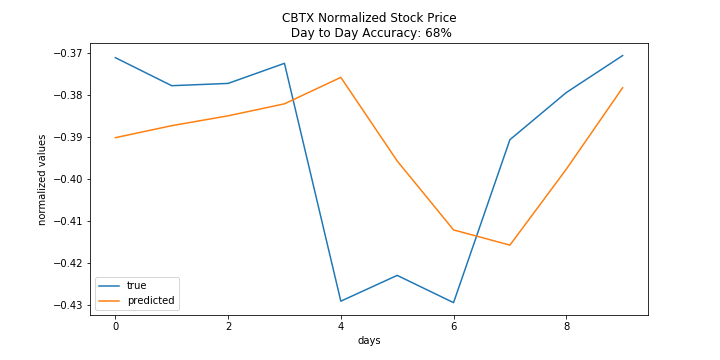 CBTX Normalized Stock Price
Day to Day Accuracy: 68%
−0.37
−0.38
−0.39
−0.40
−0.41
−0.42
−0.43
normalized values
true
predicted
0 2 4 6 8
days